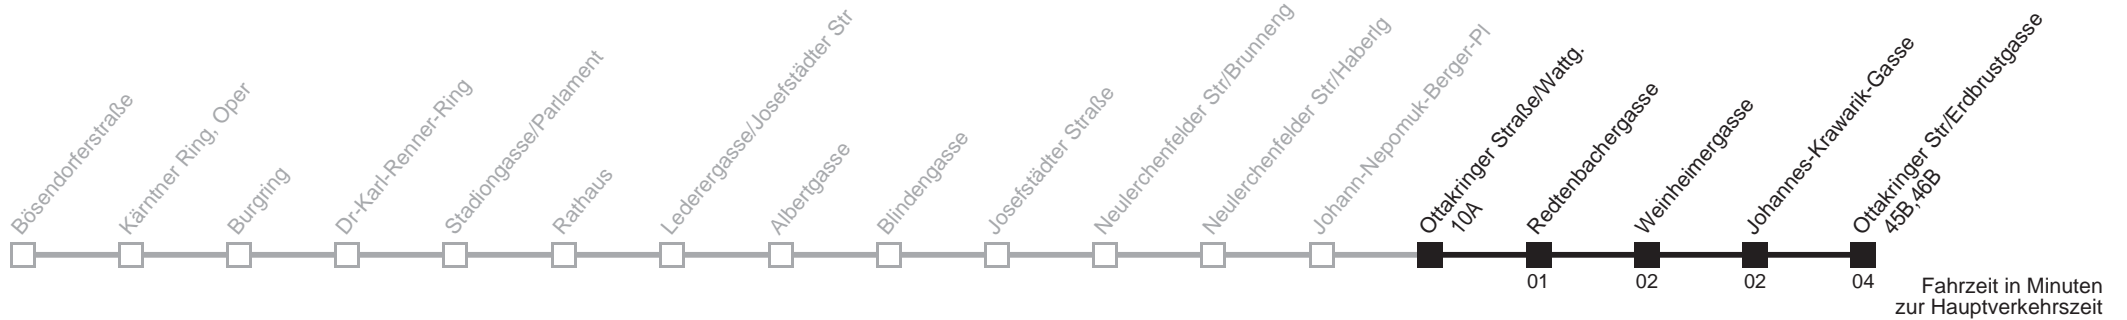 Bösendorferstraße
Kärntner Ring, Oper
Burgring
Dr-Karl-Renner-Ring
Stadiongasse/Parlament
Rathaus
Lederergasse/Josefstädter Str
Albertgasse
Blindengasse
Josefstädter Straße
Neulerchenfelder Str/Brunneng
Neulerchenfelder Str/Haberlg
Johann-Nepomuk-Berger-Pl
Ottakringer Straße/Wattg.
10A
Redtenbachergasse
Weinheimergasse
Johannes-Krawarik-Gasse
Ottakringer Str/Erdbrustgasse
45B,46B
01
02
02
04
Fahrzeit in Minuten
zur Hauptverkehrszeit